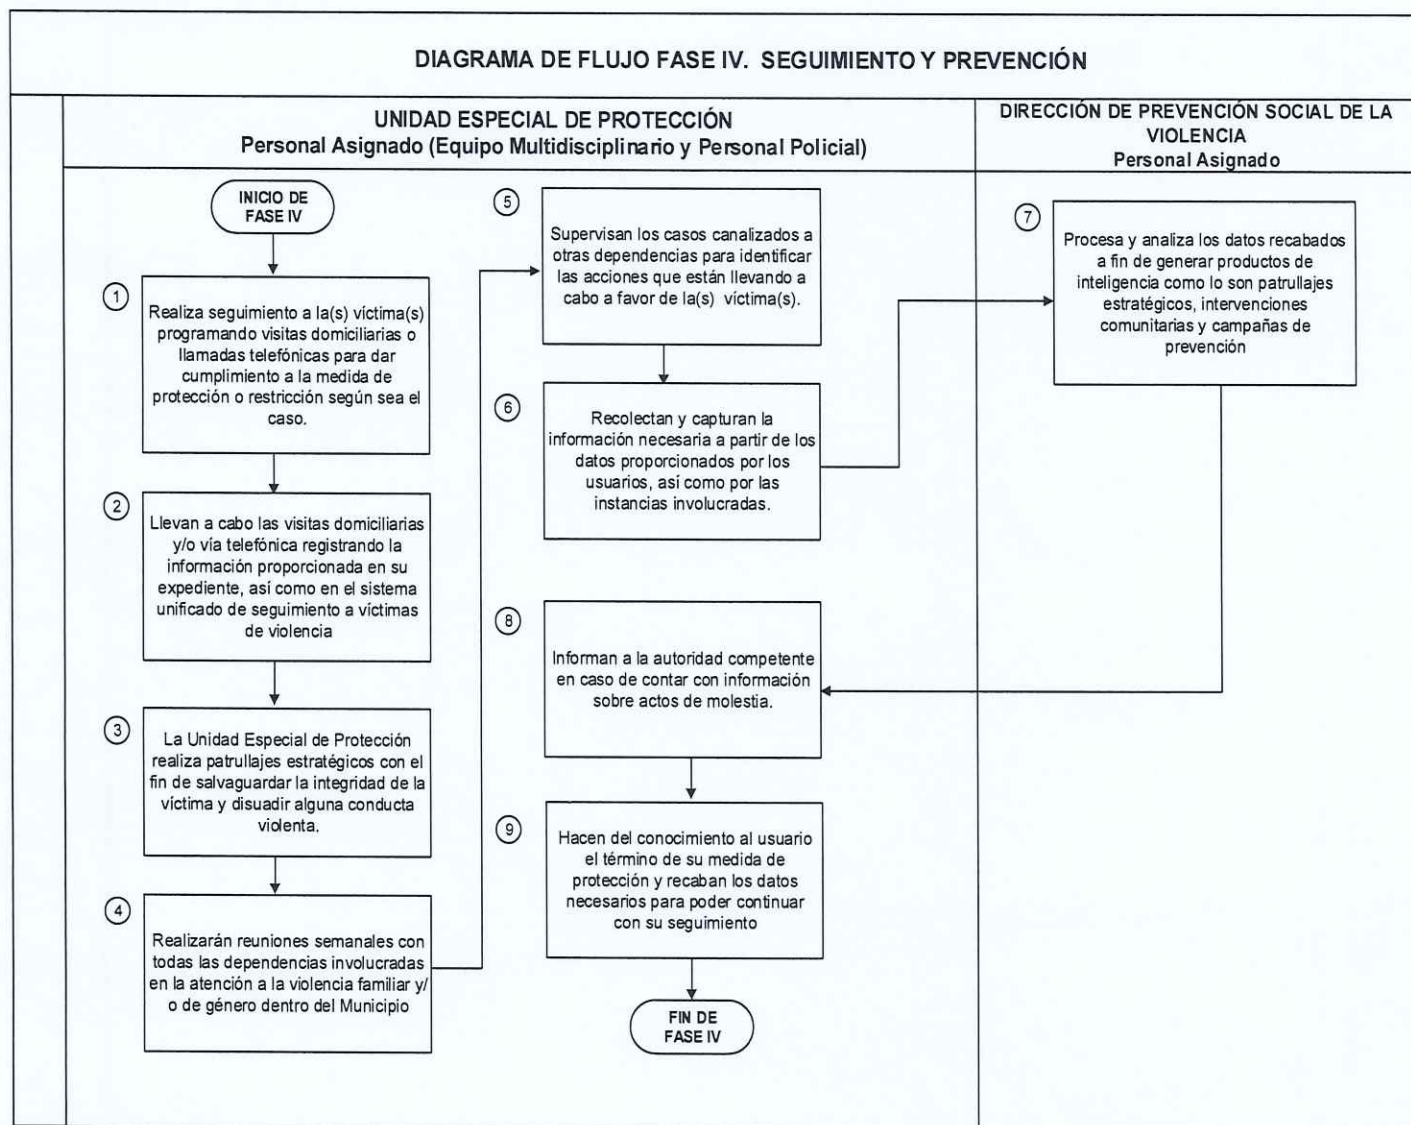 DIAGRAMA DE FLUJO FASE IV. SEGUIMIENTO Y PREVENCIÓN
UNIDAD ESPECIAL DE PROTECCIÓN
Personal Asignado (Equipo Multidisciplinario y Personal Policial)
DIRECCIÓN DE PREVENCIÓN SOCIAL DE LA
VIOLENCIA
Personal Asignado
INICIO DE
FASE IV
1
Realiza seguimiento a la(s) víctima(s)
programando visitas domiciliarias o
llamadas telefónicas para dar
cumplimiento a la medida de
protección o restricción según sea el
caso.
2
Llevan a cabo las visitas domiciliarias
y/o vía telefónica registrando la
información proporcionada en su
expediente, así como en el sistema
unificado de seguimiento a víctimas
de violencia
3
La Unidad Especial de Protección
realiza patrullajes estratégicos con el
fin de salvaguardar la integridad de la
víctima y disuadir alguna conducta
violenta.
4
Realizarán reuniones semanales con
todas las dependencias involucradas
en la atención a la violencia familiar y/
o de género dentro del Municipio
5
Supervisan los casos canalizados a
otras dependencias para identificar
las acciones que están llevando a
cabo a favor de la(s) víctima(s).
6
Recolectan y capturan la
información necesaria a partir de los
datos proporcionados por los
usuarios, así como por las
instancias involucradas.
7
Procesa y analiza los datos recabados
a fin de generar productos de
inteligencia como lo son patrullajes
estratégicos, intervenciones
comunitarias y campañas de
prevención
8
Informan a la autoridad competente
en caso de contar con información
sobre actos de molestia.
9
Hacen del conocimiento al usuario
el término de su medida de
protección y recaban los datos
necesarios para poder continuar
con su seguimiento
FIN DE
FASE IV